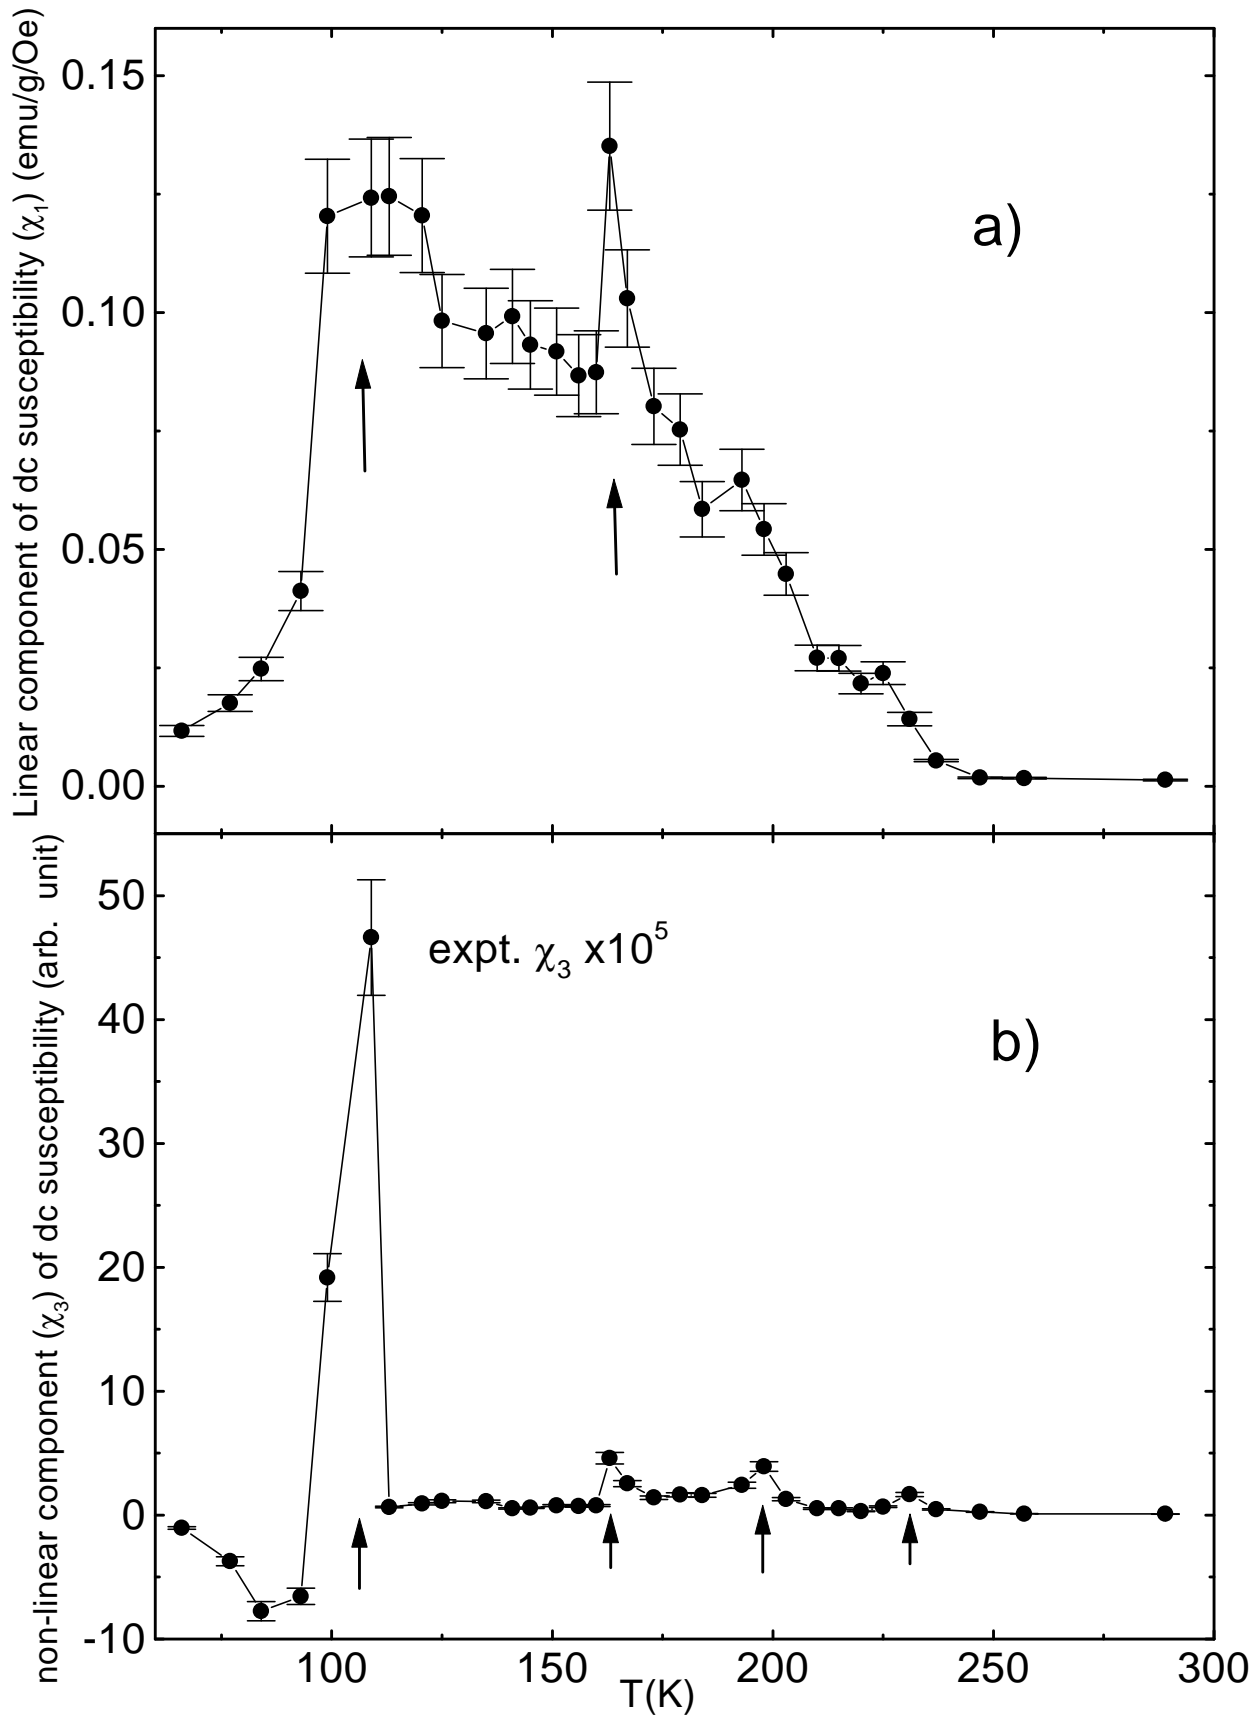 Linear component of dc susceptibility (χ₁) (emu/g/Oe)
0.15
0.10
0.05
0.00
a)
non-linear component (χ₃) of dc susceptibility (arb. unit)
50
40
30
20
10
0
-10
expt. χ₃ x10⁵
b)
100 150 200 250 300
T(K)